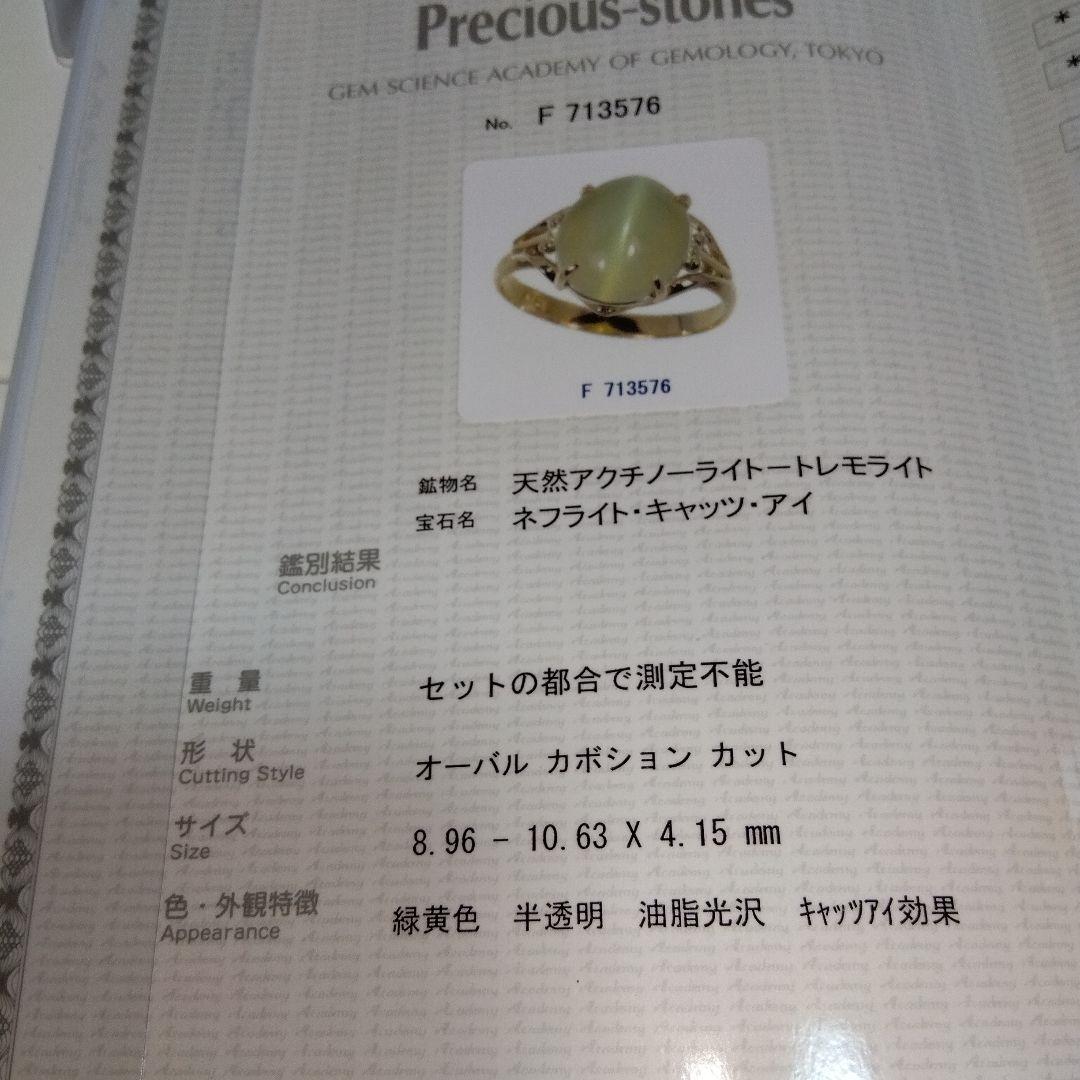 Precious-stones
GEM SCIENCE ACADEMY OF GEMOLOGY, TOKYO
No. F 713576
F 713576
鉱物名 天然アクチノーライトートレモライト
宝石名 ネフライト・キャッツ・アイ
鑑別結果
Conclusion
重 量
Weight
セットの都合で測定不能
形 状
Cutting Style
オーバル カボション カット
サイズ
Size
8.96 - 10.63 X 4.15 mm
色・外観特徴
Appearance
緑黄色 半透明 油脂光沢 ｷｬｯﾂｱｲ効果